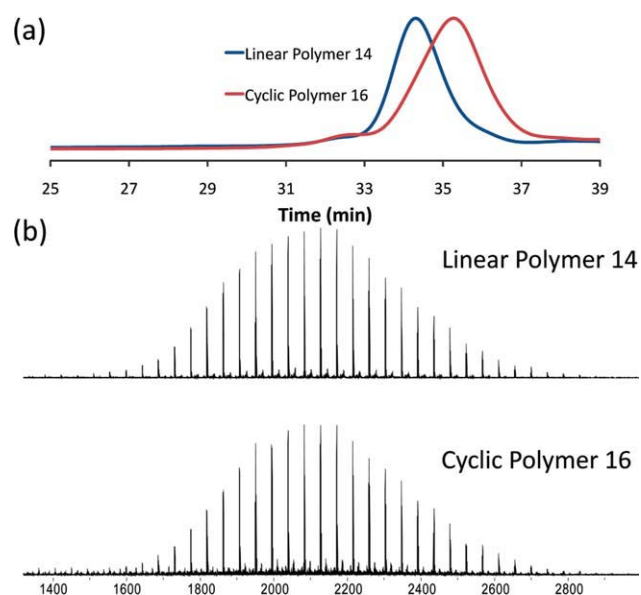 (a)
Linear Polymer 14
Cyclic Polymer 16
25 27 29 31 33 35 37 39
Time (min)
(b)
Linear Polymer 14
Cyclic Polymer 16
1400 1600 1800 2000 2200 2400 2600 2800